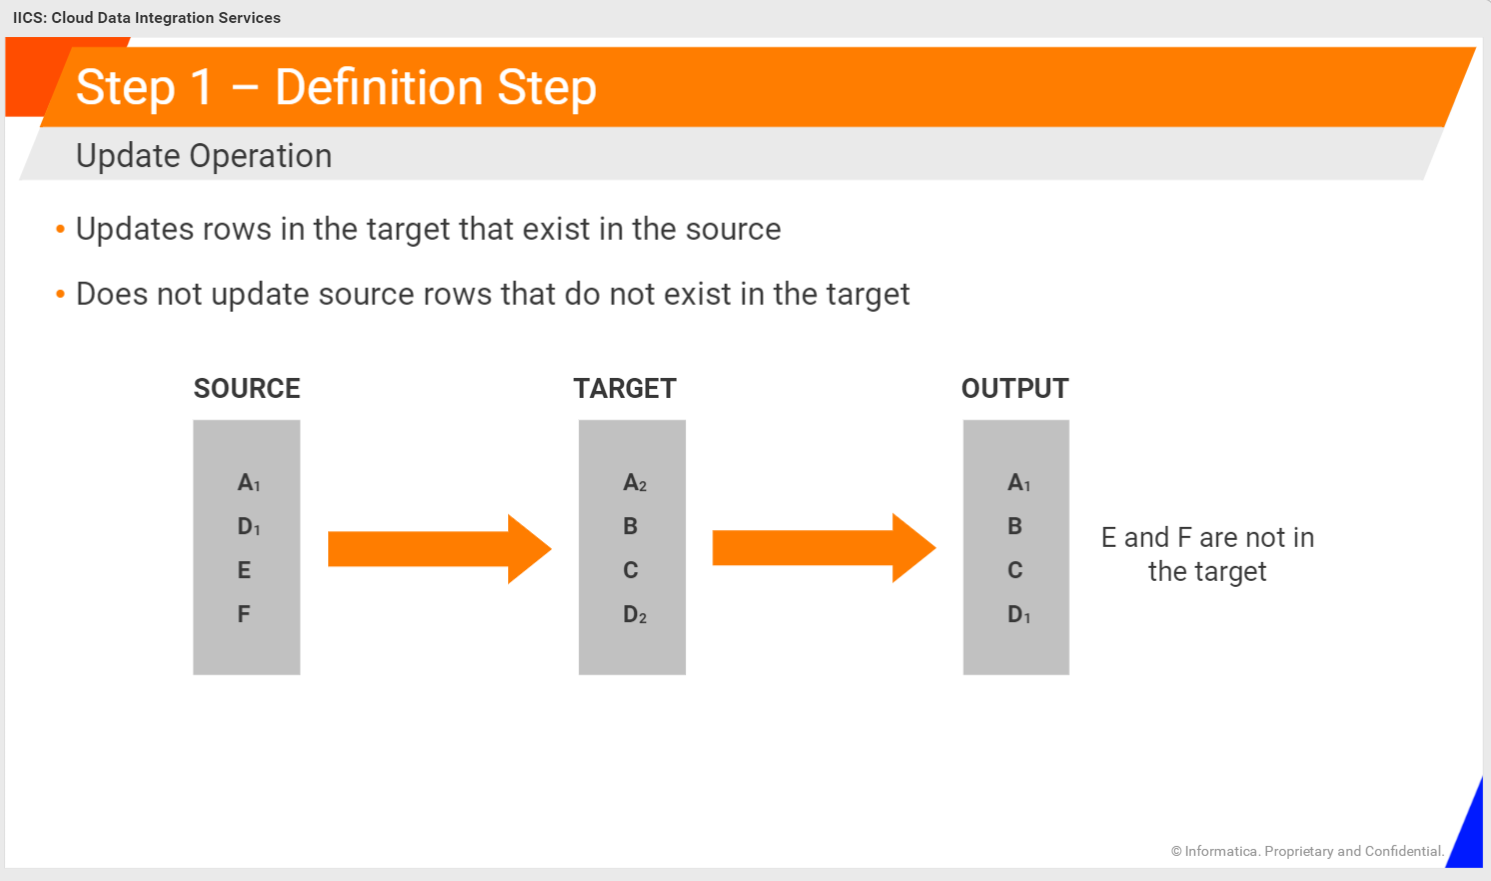 IICS: Cloud Data Integration Services
Step 1 – Definition Step
Update Operation
• Updates rows in the target that exist in the source
• Does not update source rows that do not exist in the target
SOURCE
A₁
D₁
E
F
TARGET
A₂
B
C
D₂
OUTPUT
A₁
B
C
D₁
E and F are not in
the target
© Informatica. Proprietary and Confidential.